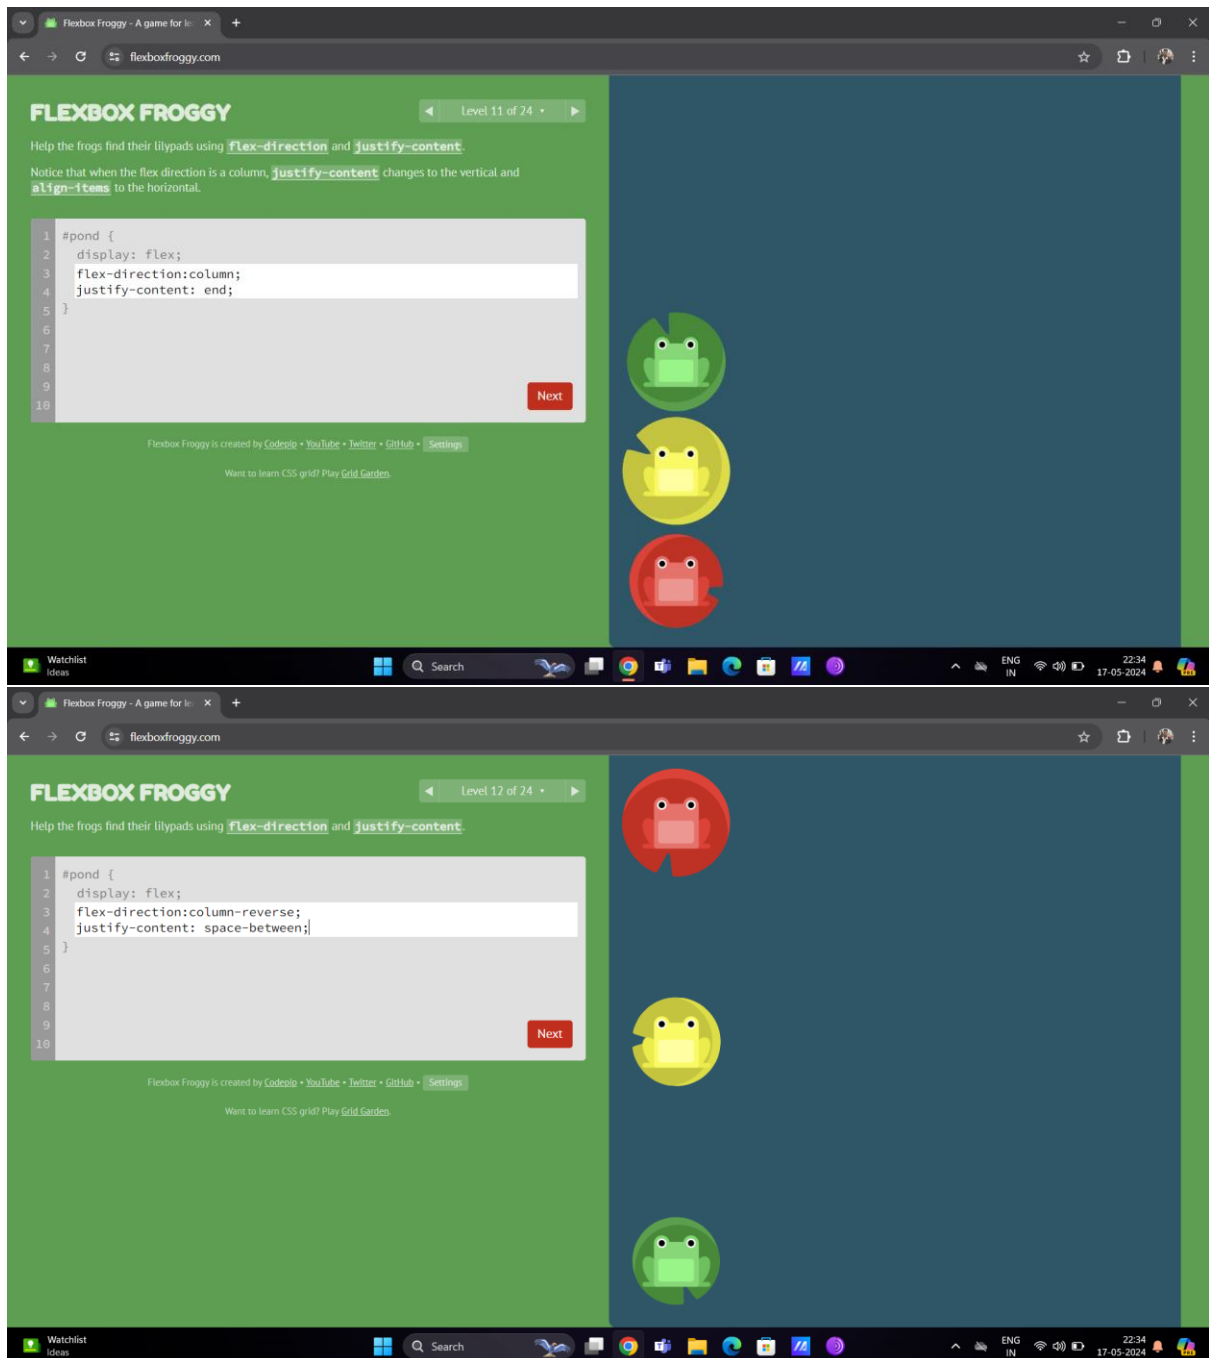 Flexbox Froggy - A game for le
flexboxfroggy.com
FLEXBOX FROGGY
Level 11 of 24
Help the frogs find their lilypads using flex-direction and justify-content.
Notice that when the flex direction is a column, justify-content changes to the vertical and
align-items to the horizontal.
1 #pond {
2 display: flex;
3 flex-direction:column;
4 justify-content: end;
5 }
6
7
8
9
10
Next
Flexbox Froggy is created by Codepip • YouTube • Twitter • GitHub • Settings
Want to learn CSS grid? Play Grid Garden.
Watchlist
Ideas
Search
ENG
IN
22:34
17-05-2024
Flexbox Froggy - A game for le
flexboxfroggy.com
FLEXBOX FROGGY
Level 12 of 24
Help the frogs find their lilypads using flex-direction and justify-content.
1 #pond {
2 display: flex;
3 flex-direction:column-reverse;
4 justify-content: space-between;
5 }
6
7
8
9
10
Next
Flexbox Froggy is created by Codepip • YouTube • Twitter • GitHub • Settings
Want to learn CSS grid? Play Grid Garden.
Watchlist
Ideas
Search
ENG
IN
22:34
17-05-2024